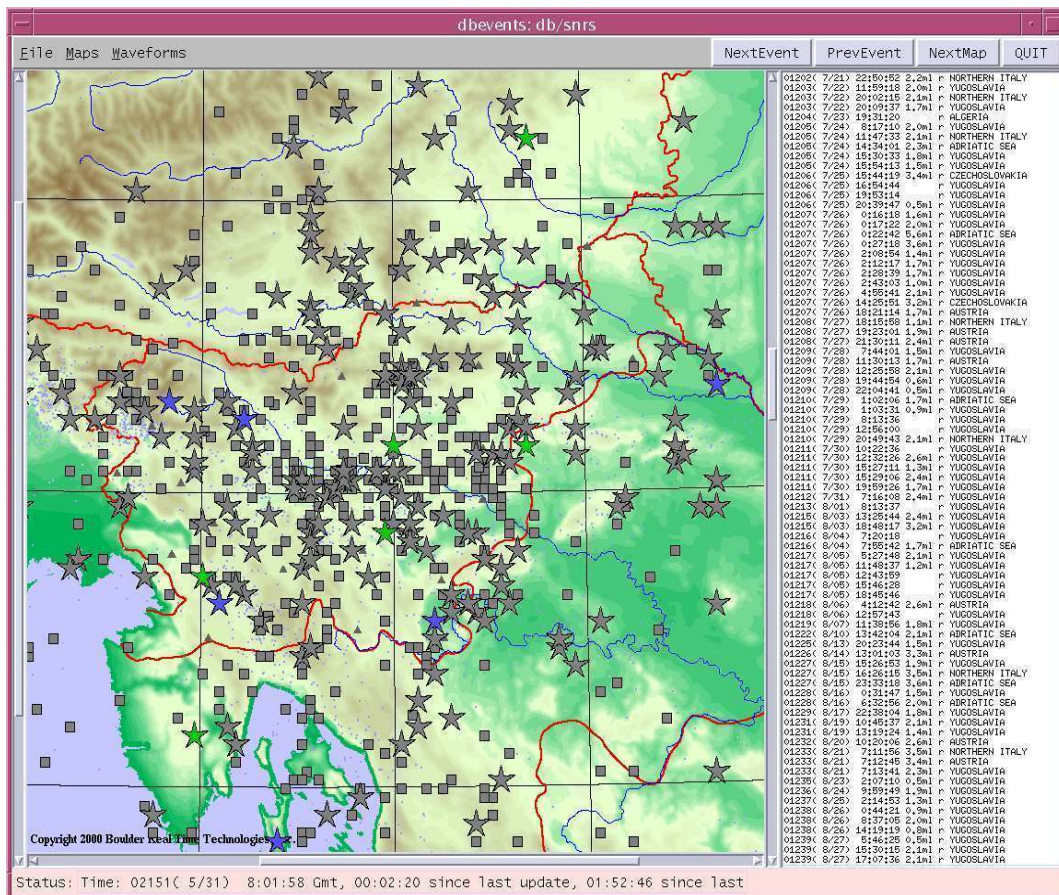 dbevents: db/snrs
File Maps Waveforms NextEvent PrevEvent NextMap QUIT
01202( 7/21) 22:50:52 2.2ml r NORTHERN ITALY
01203( 7/22) 11:59:18 2.0ml r YUGOSLAVIA
01203( 7/22) 20:02:15 2.1ml r NORTHERN ITALY
01203( 7/22) 20:09:37 1.7ml r YUGOSLAVIA
01204( 7/23) 19:31:20 r ALGERIA
01205( 7/24) 8:17:10 2.0ml r YUGOSLAVIA
01205( 7/24) 11:47:33 2.1ml r NORTHERN ITALY
01205( 7/24) 14:34:01 2.3ml r ADRIATIC SEA
01205( 7/24) 15:30:33 1.8ml r YUGOSLAVIA
01205( 7/24) 15:54:13 1.5ml r YUGOSLAVIA
01206( 7/25) 15:44:19 3.4ml r CZECHOSLOVAKIA
01206( 7/25) 16:54:44 r YUGOSLAVIA
01206( 7/25) 19:53:14 r YUGOSLAVIA
01206( 7/25) 20:39:47 0.5ml r YUGOSLAVIA
01207( 7/26) 0:16:18 1.6ml r YUGOSLAVIA
01207( 7/26) 0:17:22 2.0ml r YUGOSLAVIA
01207( 7/26) 0:22:42 5.6ml r ADRIATIC SEA
01207( 7/26) 0:27:18 3.6ml r YUGOSLAVIA
01207( 7/26) 2:08:54 1.4ml r YUGOSLAVIA
01207( 7/26) 2:12:17 1.7ml r YUGOSLAVIA
01207( 7/26) 2:28:39 1.7ml r YUGOSLAVIA
01207( 7/26) 2:43:03 1.0ml r YUGOSLAVIA
01207( 7/26) 4:55:41 2.1ml r YUGOSLAVIA
01207( 7/26) 14:25:51 3.2ml r CZECHOSLOVAKIA
01207( 7/26) 18:21:14 1.7ml r AUSTRIA
01208( 7/27) 18:15:58 1.1ml r NORTHERN ITALY
01208( 7/27) 19:23:01 1.9ml r AUSTRIA
01208( 7/27) 21:30:11 2.4ml r AUSTRIA
01209( 7/28) 7:44:01 1.5ml r YUGOSLAVIA
01209( 7/28) 11:30:13 1.7ml r AUSTRIA
01209( 7/28) 12:25:58 2.1ml r YUGOSLAVIA
01209( 7/28) 19:44:54 0.6ml r YUGOSLAVIA
01209( 7/28) 22:04:41 0.5ml r YUGOSLAVIA
01210( 7/29) 1:02:06 1.7ml r ADRIATIC SEA
01210( 7/29) 1:03:31 0.9ml r YUGOSLAVIA
01210( 7/29) 8:13:36 r YUGOSLAVIA
01210( 7/29) 12:56:00 r YUGOSLAVIA
01210( 7/29) 20:49:43 2.1ml r NORTHERN ITALY
01211( 7/30) 10:22:36 r YUGOSLAVIA
01211( 7/30) 12:32:26 2.6ml r YUGOSLAVIA
01211( 7/30) 15:27:11 1.3ml r YUGOSLAVIA
01211( 7/30) 15:29:06 2.4ml r YUGOSLAVIA
01211( 7/30) 19:59:26 1.7ml r YUGOSLAVIA
01212( 7/31) 7:16:08 2.4ml r YUGOSLAVIA
01213( 8/01) 8:13:37 r YUGOSLAVIA
01215( 8/03) 13:25:44 2.4ml r YUGOSLAVIA
01215( 8/03) 18:48:17 3.2ml r YUGOSLAVIA
01216( 8/04) 7:20:18 r YUGOSLAVIA
01216( 8/04) 7:55:42 1.7ml r ADRIATIC SEA
01217( 8/05) 5:27:48 2.1ml r YUGOSLAVIA
01217( 8/05) 11:48:37 1.2ml r YUGOSLAVIA
01217( 8/05) 12:43:59 r YUGOSLAVIA
01217( 8/05) 15:46:28 r YUGOSLAVIA
01217( 8/05) 18:45:46 r YUGOSLAVIA
01218( 8/06) 4:12:42 2.6ml r AUSTRIA
01218( 8/06) 12:57:43 r YUGOSLAVIA
01219( 8/07) 11:38:56 1.8ml r YUGOSLAVIA
01222( 8/10) 13:42:04 2.1ml r ADRIATIC SEA
01225( 8/13) 20:23:44 1.5ml r YUGOSLAVIA
01226( 8/14) 13:01:03 3.3ml r AUSTRIA
01227( 8/15) 15:26:53 1.9ml r YUGOSLAVIA
01227( 8/15) 16:26:15 3.5ml r NORTHERN ITALY
01227( 8/15) 23:33:18 3.6ml r ADRIATIC SEA
01228( 8/16) 0:31:47 1.5ml r YUGOSLAVIA
01228( 8/16) 6:32:56 2.0ml r ADRIATIC SEA
01229( 8/17) 22:38:04 1.8ml r YUGOSLAVIA
01231( 8/19) 10:45:37 2.1ml r YUGOSLAVIA
01231( 8/19) 13:19:24 1.4ml r YUGOSLAVIA
01232( 8/20) 10:20:06 2.6ml r AUSTRIA
01233( 8/21) 7:11:56 3.5ml r NORTHERN ITALY
01233( 8/21) 7:12:45 3.4ml r AUSTRIA
01233( 8/21) 7:13:41 2.3ml r YUGOSLAVIA
01235( 8/23) 2:07:10 0.5ml r YUGOSLAVIA
01236( 8/24) 9:59:49 1.9ml r YUGOSLAVIA
01237( 8/25) 2:14:53 1.3ml r YUGOSLAVIA
01238( 8/26) 0:44:21 0.9ml r YUGOSLAVIA
01238( 8/26) 8:37:05 2.0ml r YUGOSLAVIA
01238( 8/26) 14:19:19 0.8ml r YUGOSLAVIA
01239( 8/27) 5:46:25 0.5ml r YUGOSLAVIA
01239( 8/27) 15:30:15 2.1ml r YUGOSLAVIA
01239( 8/27) 17:07:36 2.1ml r YUGOSLAVIA
Copyright 2000 Boulder Real Time Technologies
Status: Time: 02151( 5/31) 8:01:58 Gmt, 00:02:20 since last update, 01:52:46 since last